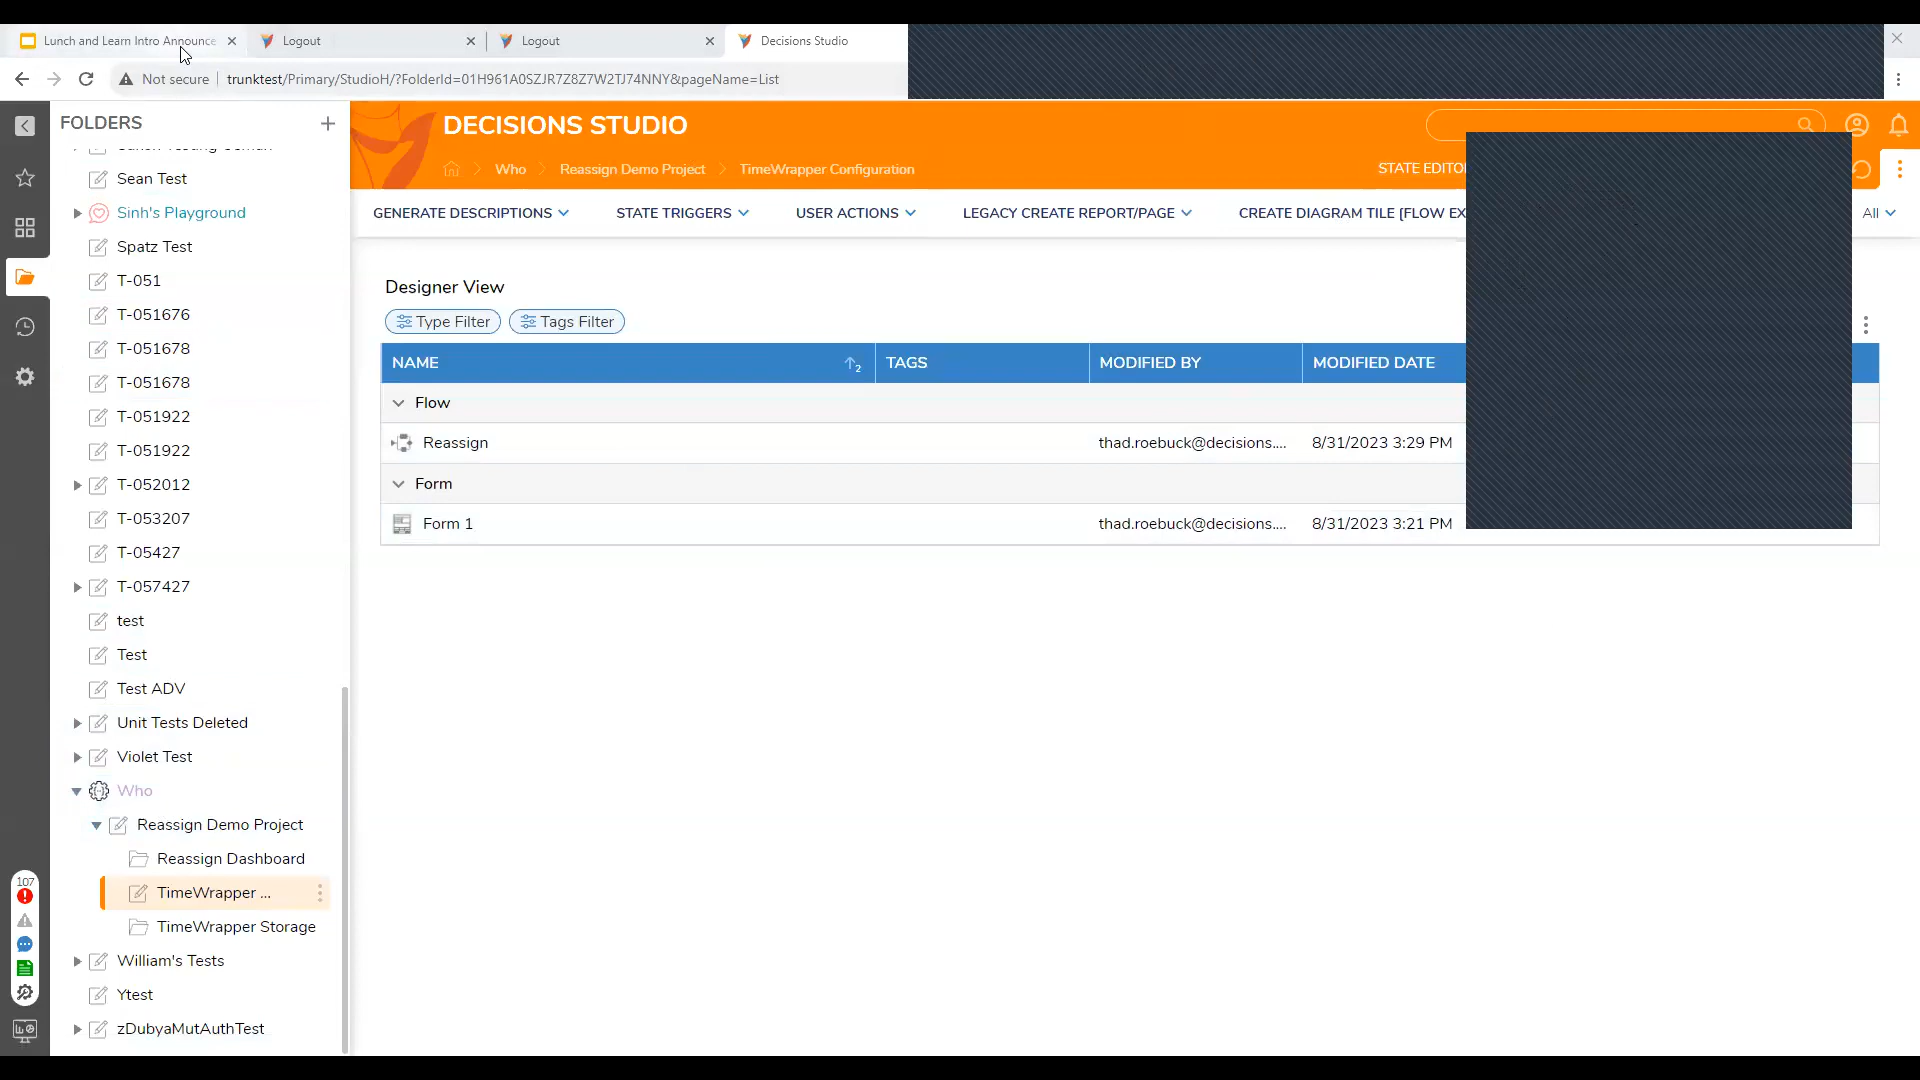 Lunch and Learn Intro Announce
Logout
Logout
Decisions Studio
Not secure
trunktest/Primary/StudioH/?FolderId=01H961A0SZJR7Z8Z7W2TJ74NNY&pageName=List
FOLDERS
DECISIONS STUDIO
Who
Reassign Demo Project
TimeWrapper Configuration
STATE EDITO
GENERATE DESCRIPTIONS
STATE TRIGGERS
USER ACTIONS
LEGACY CREATE REPORT/PAGE
CREATE DIAGRAM TILE [FLOW EX
All
Sean Test
Sinh's Playground
Spatz Test
T-051
T-051676
T-051678
T-051678
T-051922
T-051922
T-052012
T-053207
T-05427
T-057427
test
Test
Test ADV
Unit Tests Deleted
Violet Test
Who
Reassign Demo Project
Reassign Dashboard
TimeWrapper ...
TimeWrapper Storage
William's Tests
Ytest
zDubyaMutAuthTest
107
Designer View
Type Filter
Tags Filter
NAME
2
TAGS
MODIFIED BY
MODIFIED DATE
Flow
Reassign
thad.roebuck@decisions....
8/31/2023 3:29 PM
Form
Form 1
thad.roebuck@decisions....
8/31/2023 3:21 PM